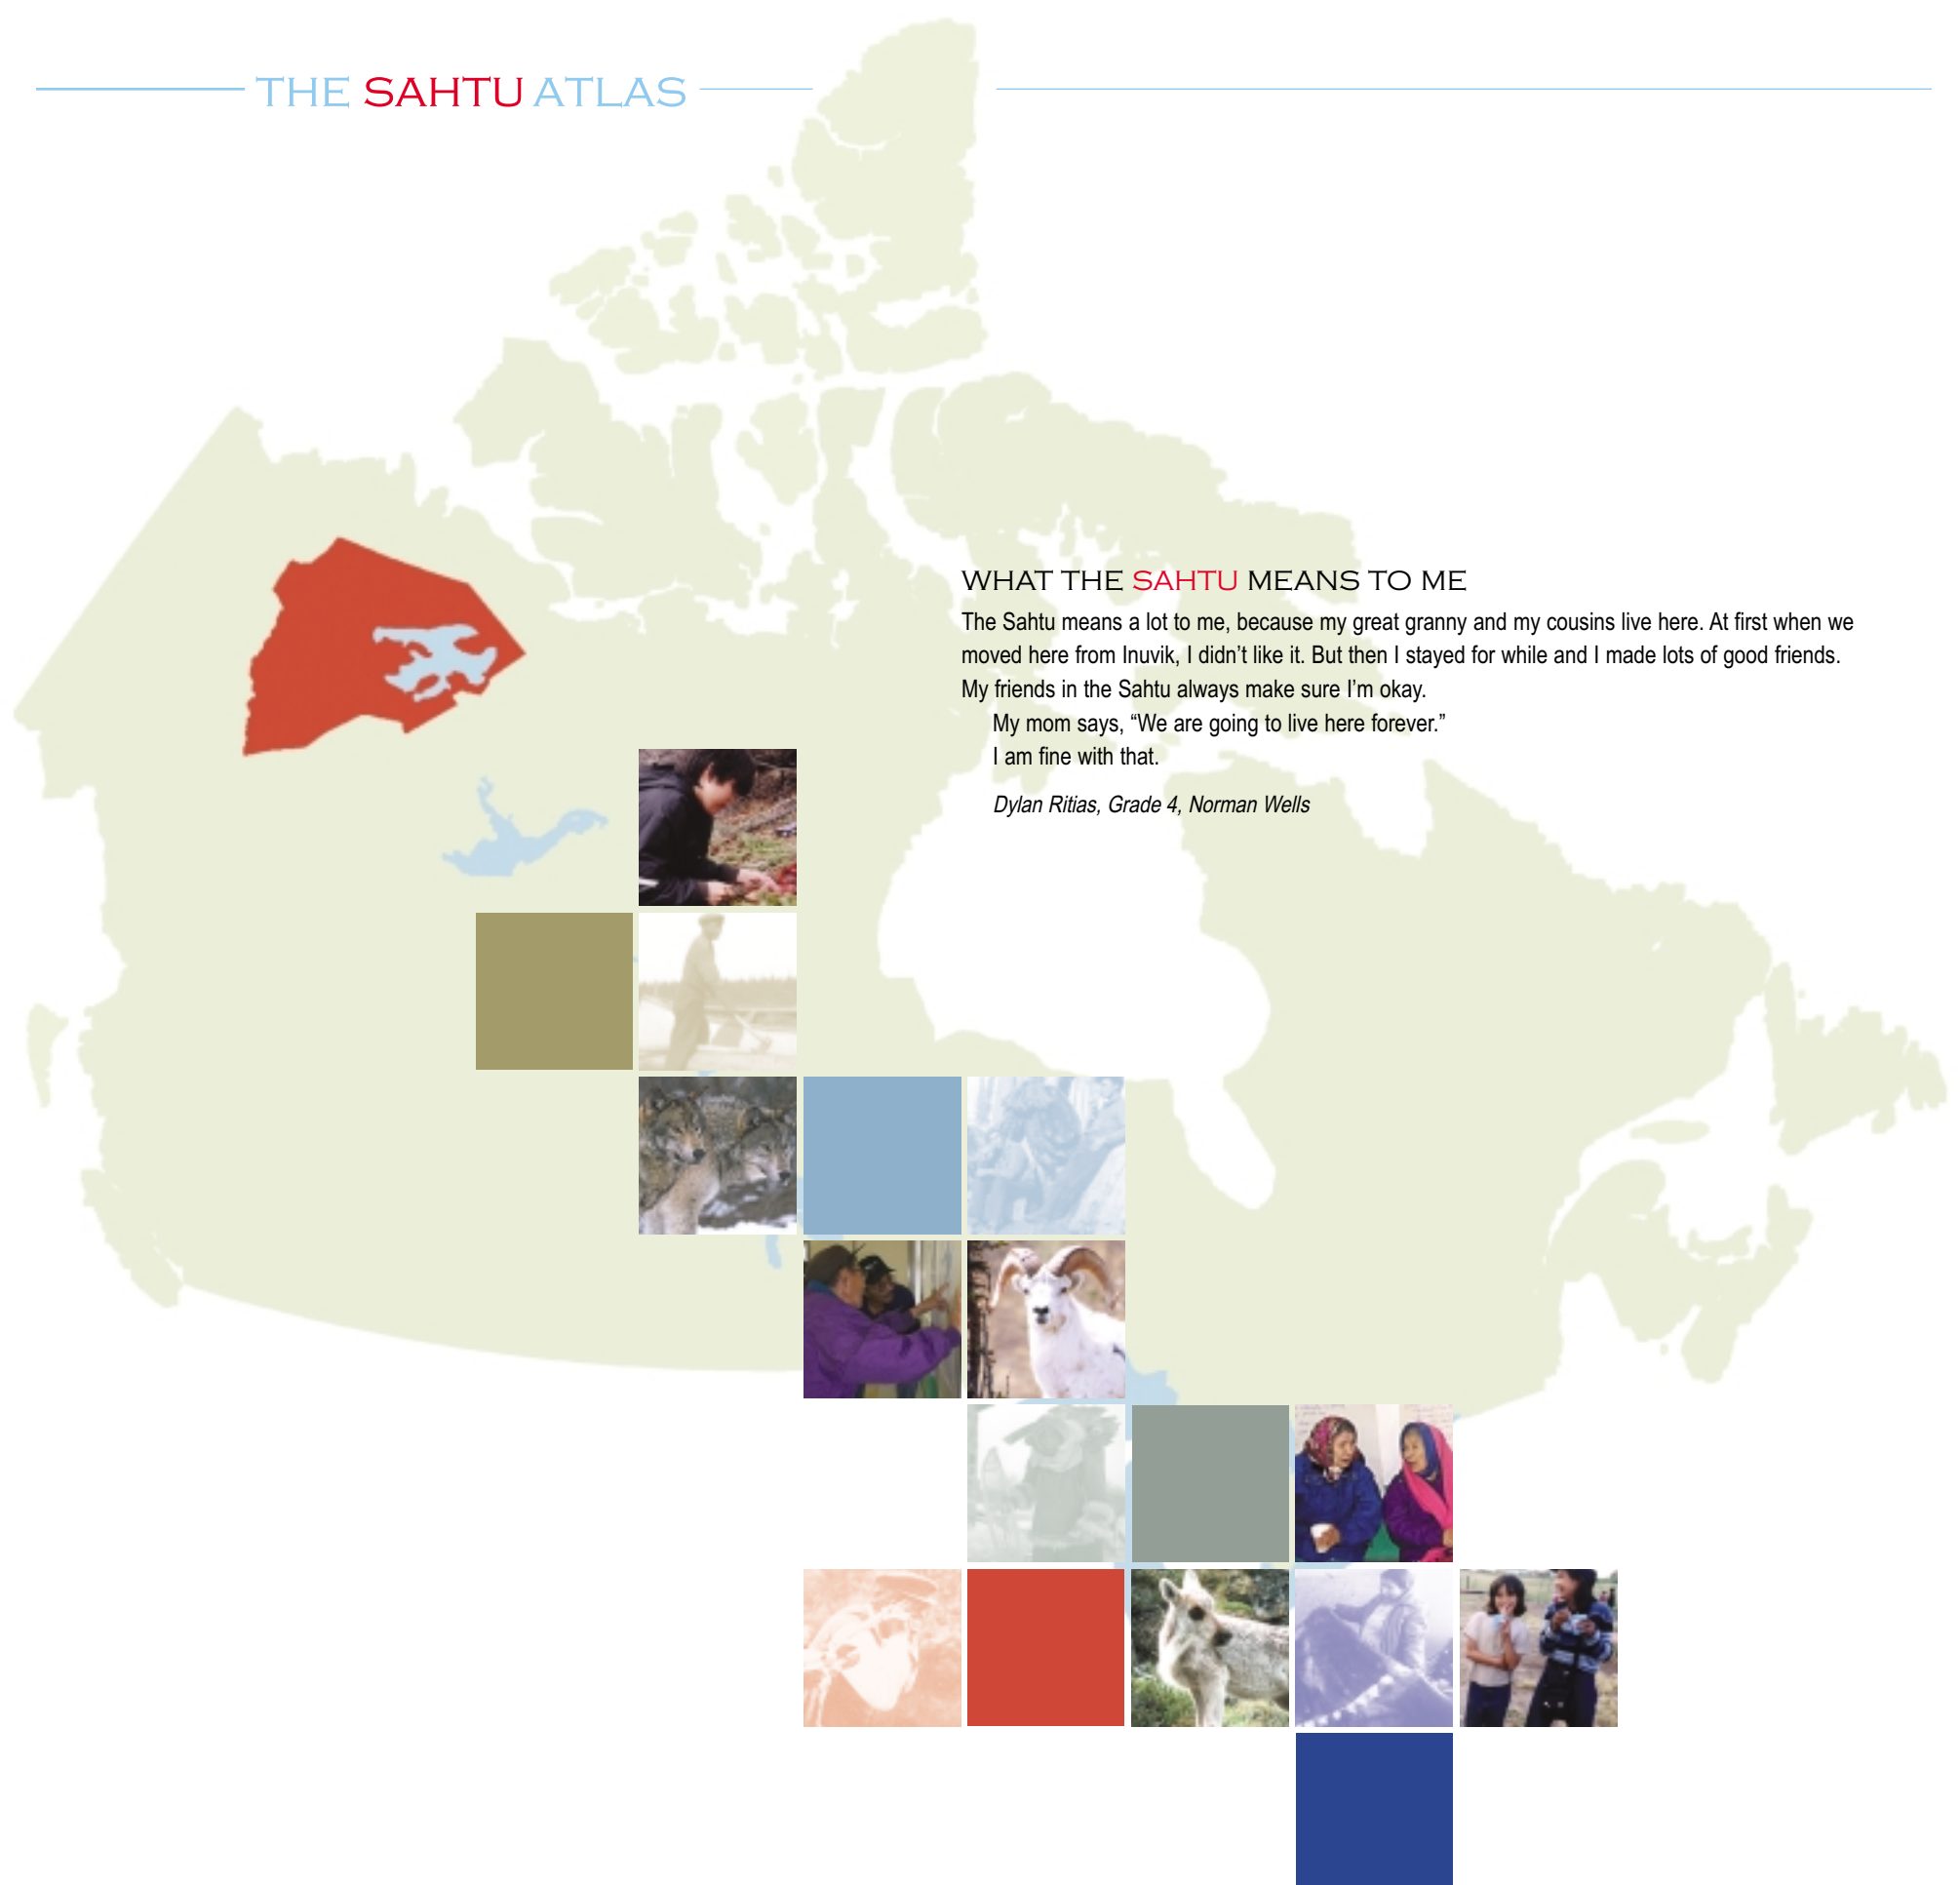 THE SAHTU ATLAS
WHAT THE SAHTU MEANS TO ME
The Sahtu means a lot to me, because my great granny and my cousins live here. At first when we
moved here from Inuvik, I didn’t like it. But then I stayed for while and I made lots of good friends.
My friends in the Sahtu always make sure I’m okay.
My mom says, “We are going to live here forever.”
I am fine with that.
Dylan Ritias, Grade 4, Norman Wells